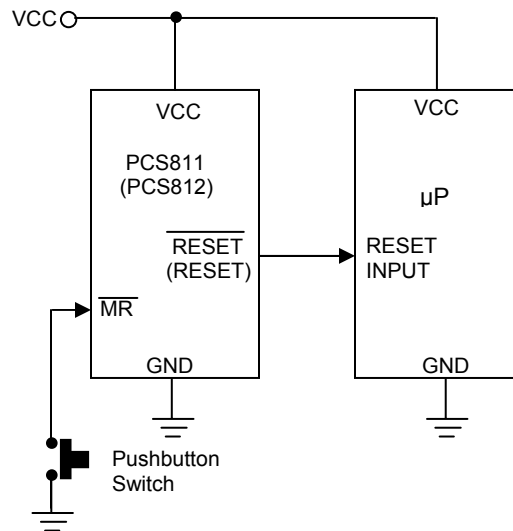 VCC
VCC
VCC
PCS811
(PCS812)
µP
RESET
(RESET)
RESET
INPUT
MR
GND
GND
Pushbutton
Switch